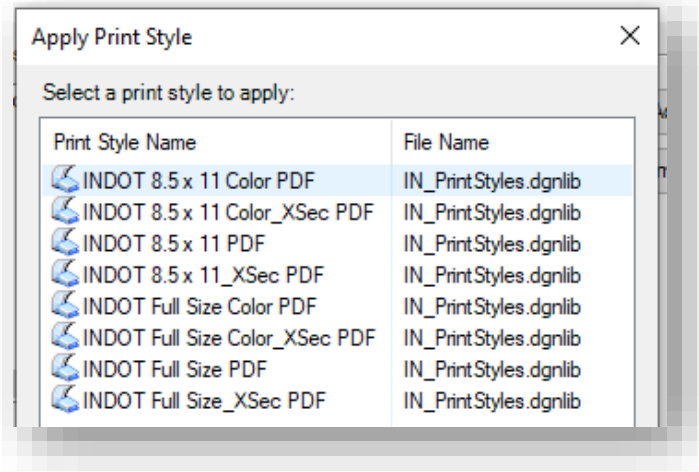 Apply Print Style
Select a print style to apply:
Print Style Name File Name
INDOT 8.5 x 11 Color PDF IN_PrintStyles.dgnlib
INDOT 8.5 x 11 Color_XSec PDF IN_PrintStyles.dgnlib
INDOT 8.5 x 11 PDF IN_PrintStyles.dgnlib
INDOT 8.5 x 11_XSec PDF IN_PrintStyles.dgnlib
INDOT Full Size Color PDF IN_PrintStyles.dgnlib
INDOT Full Size Color_XSec PDF IN_PrintStyles.dgnlib
INDOT Full Size PDF IN_PrintStyles.dgnlib
INDOT Full Size_XSec PDF IN_PrintStyles.dgnlib